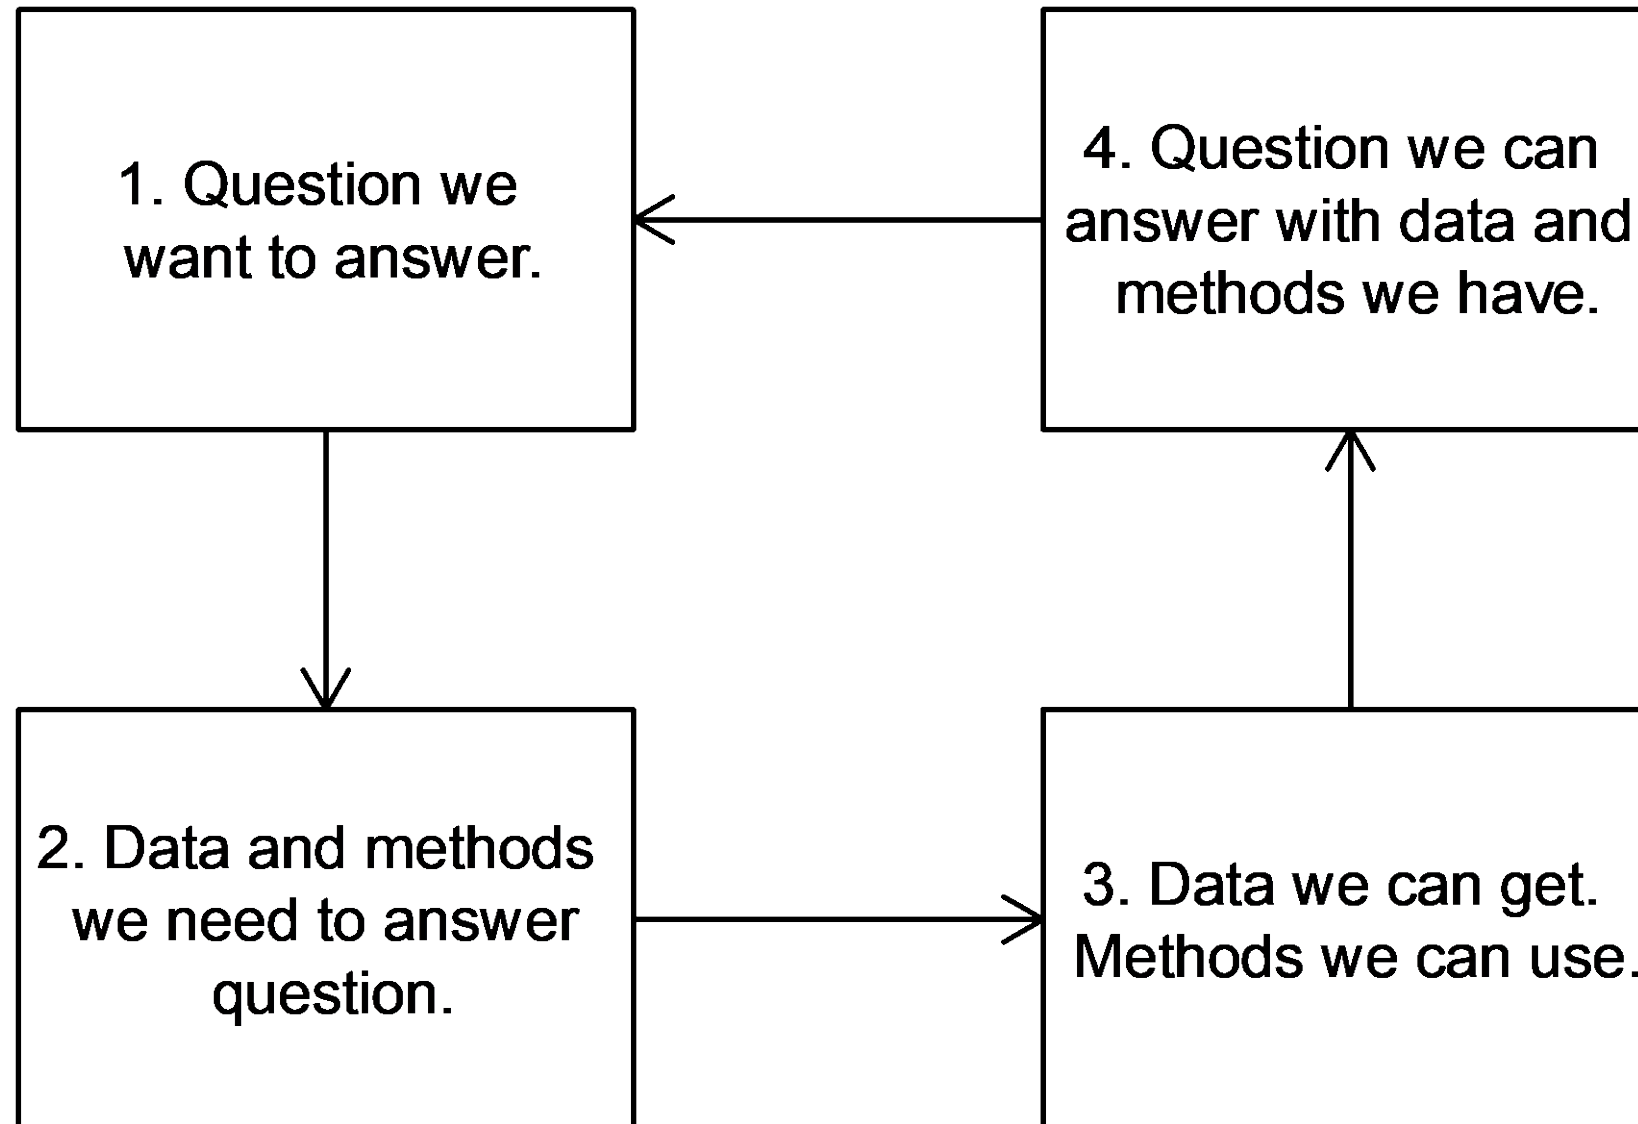 1. Question we
want to answer.
2. Data and methods
we need to answer
question.
3. Data we can get.
Methods we can use.
4. Question we can
answer with data and
methods we have.